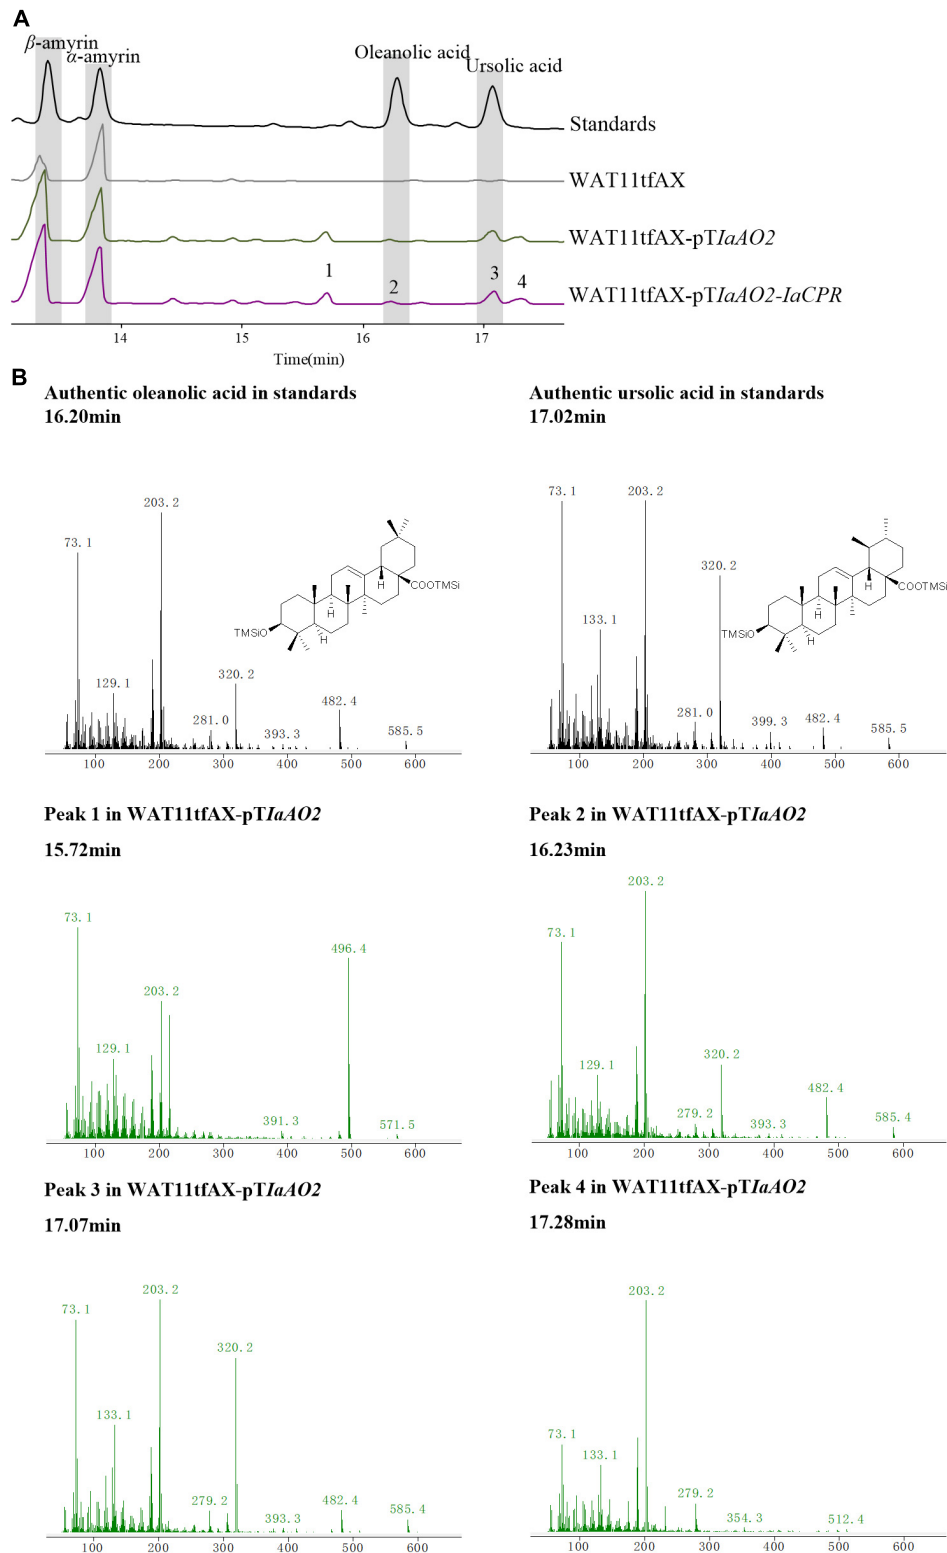 A
β-amyrin
α-amyrin
Oleanolic acid
Ursolic acid
Standards
WAT11tfAX
WAT11tfAX-pTIaAO2
1
2
3
4
WAT11tfAX-pTIaAO2-IaCPR
14 15 16 17
Time(min)
B
Authentic oleanolic acid in standards
16.20min
203.2
73.1
129.1
281.0
320.2
393.3
482.4
585.5
H
H
H
COOTMSi
TMSiO
100 200 300 400 500 600
Authentic ursolic acid in standards
17.02min
73.1
203.2
320.2
133.1
281.0
399.3
482.4
585.5
H
H
H
COOTMSi
TMSiO
100 200 300 400 500 600
Peak 1 in WAT11tfAX-pTIaAO2
15.72min
73.1
496.4
203.2
129.1
391.3
571.5
100 200 300 400 500 600
Peak 2 in WAT11tfAX-pTIaAO2
16.23min
203.2
73.1
320.2
129.1
482.4
279.2
393.3
585.4
100 200 300 400 500 600
Peak 3 in WAT11tfAX-pTIaAO2
17.07min
203.2
73.1
320.2
133.1
279.2
482.4
393.3
585.4
100 200 300 400 500 600
Peak 4 in WAT11tfAX-pTIaAO2
17.28min
203.2
73.1
133.1
279.2
354.3
512.4
100 200 300 400 500 600